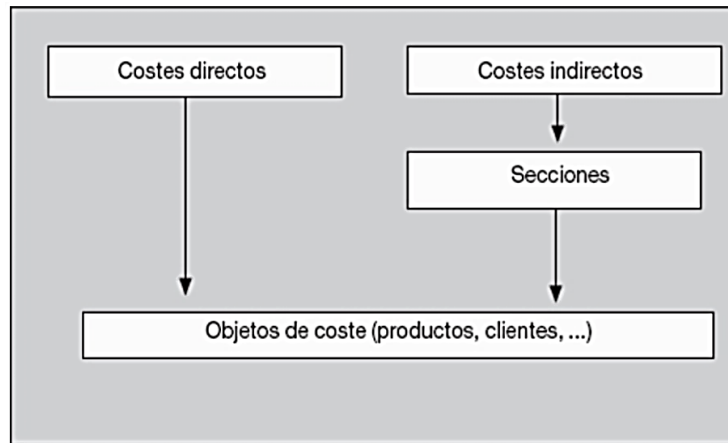 Costes directos
Costes indirectos
Secciones
Objetos de coste (productos, clientes, ...)